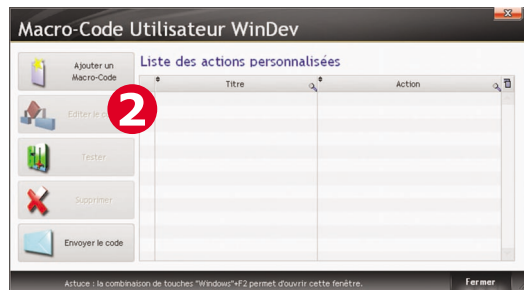 Macro-Code Utilisateur WinDev
Ajouter un
Macro-Code
Liste des actions personnalisées
Titre
Action
Editer le
2
Tester
Supprimer
Envoyer le code
Astuce : la combinaison de touches "Windows"+F2 permet d'ouvrir cette fenêtre.
Fermer